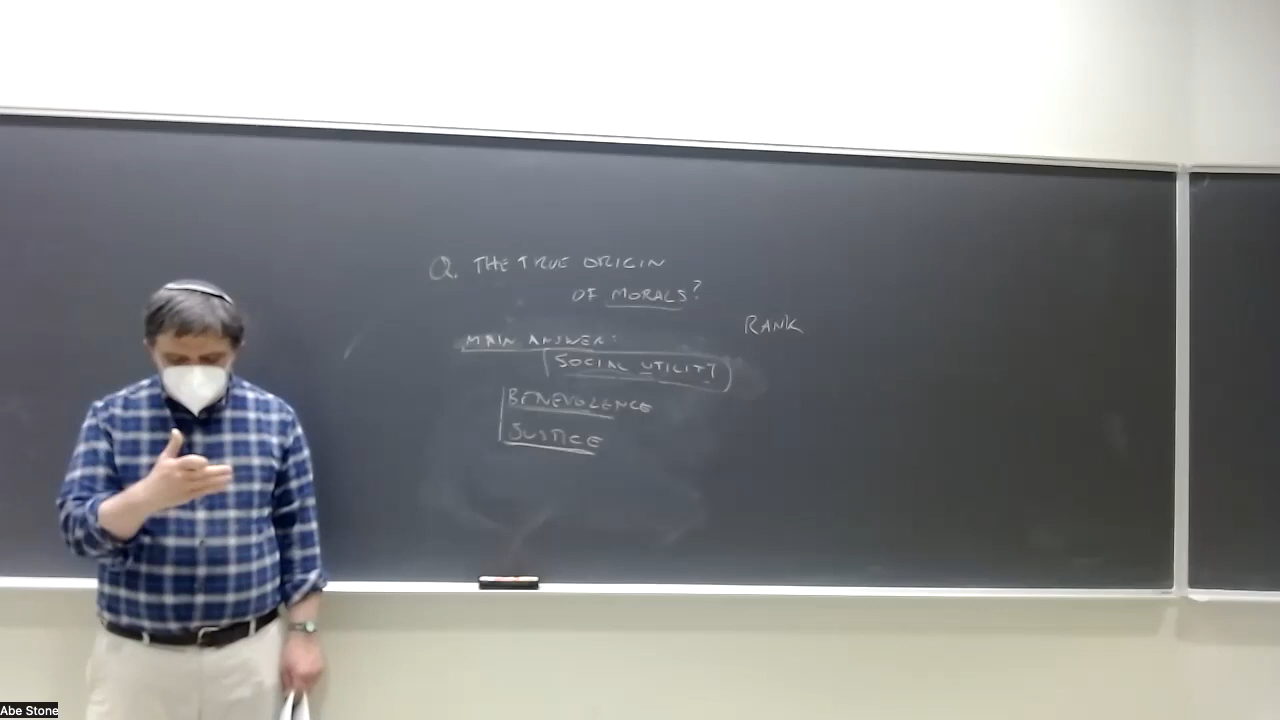 Q. THE TRUE ORIGIN
OF MORALS?
RANK
MAIN ANSWER:
SOCIAL UTILITY
BENEVOLENCE
JUSTICE
Abe Stone